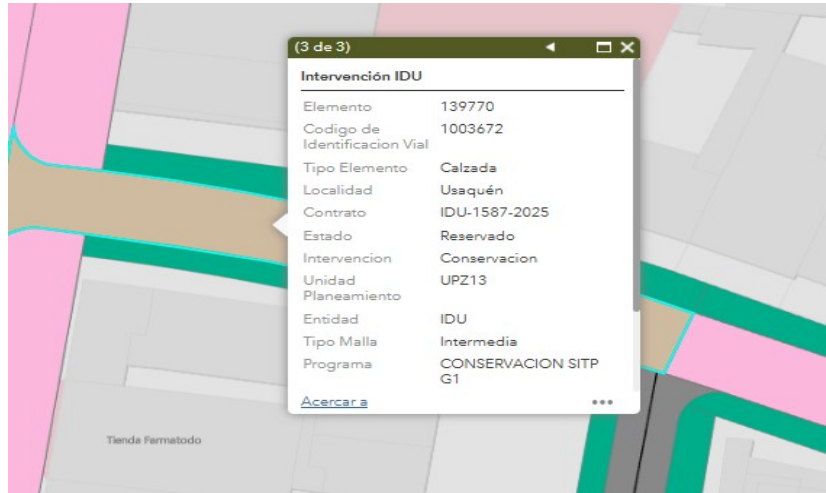 (3 de 3)
Intervención IDU
Elemento 139770
Codigo de Identificacion Vial 1003672
Tipo Elemento Calzada
Localidad Usaquén
Contrato IDU-1587-2025
Estado Reservado
Intervencion Conservacion
Unidad Planeamiento UPZ13
Entidad IDU
Tipo Malla Intermedia
Programa CONSERVACION SITP G1
Acercar a
Tienda Farmatodo